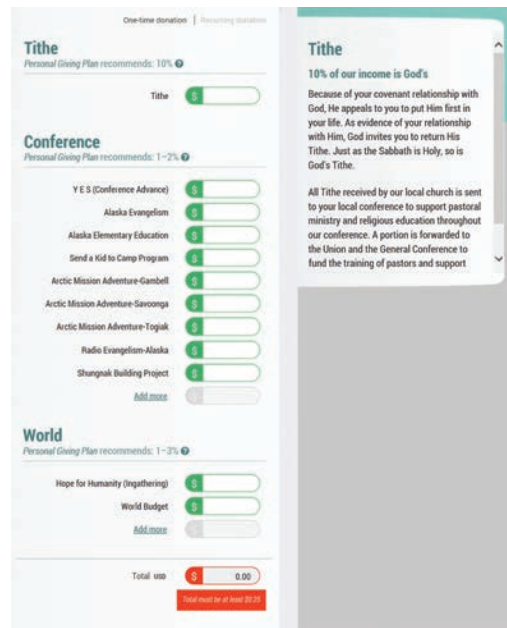 One-time donation | Recurring donation
Tithe
Personal Giving Plan recommends: 10% ?
Tithe $
Conference
Personal Giving Plan recommends: 1–2% ?
Y E S (Conference Advance) $
Alaska Evangelism $
Alaska Elementary Education $
Send a Kid to Camp Program $
Arctic Mission Adventure-Gambell $
Arctic Mission Adventure-Savoonga $
Arctic Mission Adventure-Togiak $
Radio Evangelism-Alaska $
Shungnak Building Project $
Add more $
World
Personal Giving Plan recommends: 1–3% ?
Hope for Humanity (Ingathering) $
World Budget $
Add more $
Total USD $ 0.00
Total must be at least $0.35
Tithe
10% of our income is God's
Because of your covenant relationship with
God, He appeals to you to put Him first in
your life. As evidence of your relationship
with Him, God invites you to return His
Tithe. Just as the Sabbath is Holy, so is
God's Tithe.
All Tithe received by our local church is sent
to your local conference to support pastoral
ministry and religious education throughout
our conference. A portion is forwarded to
the Union and the General Conference to
fund the training of pastors and support